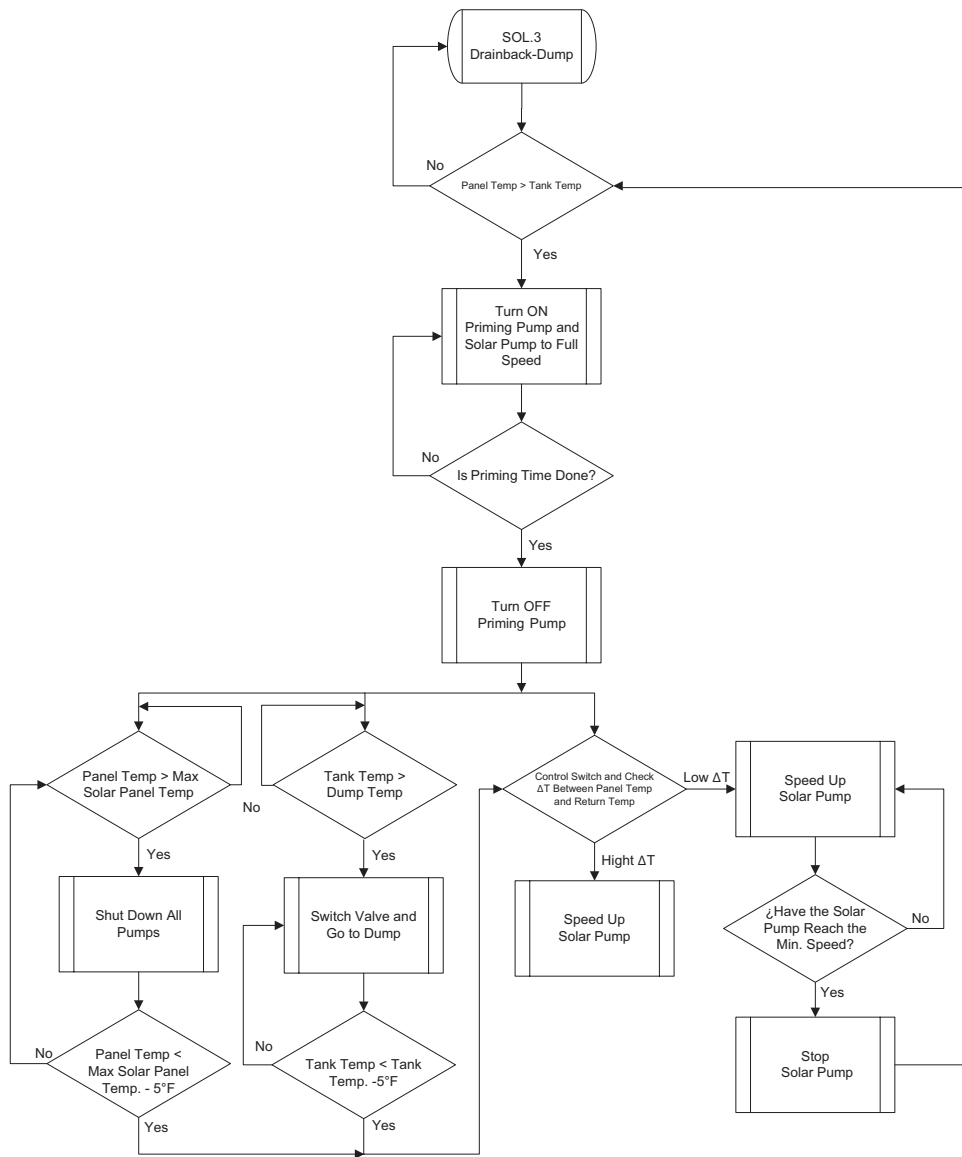 SOL.3
Drainback-Dump
No
Panel Temp > Tank Temp
Yes
Turn ON
Priming Pump and
Solar Pump to Full
Speed
No
Is Priming Time Done?
Yes
Turn OFF
Priming Pump
Panel Temp > Max
Solar Panel Temp
No
Tank Temp >
Dump Temp
Control Switch and Check
ΔT Between Panel Temp
and Return Temp
Low ΔT
Speed Up
Solar Pump
Yes
Yes
Hight ΔT
Shut Down All
Pumps
Switch Valve and
Go to Dump
Speed Up
Solar Pump
¿Have the Solar
Pump Reach the
Min. Speed?
No
Yes
No
Panel Temp <
Max Solar Panel
Temp. - 5°F
No
Tank Temp < Tank
Temp. -5°F
Stop
Solar Pump
Yes
Yes